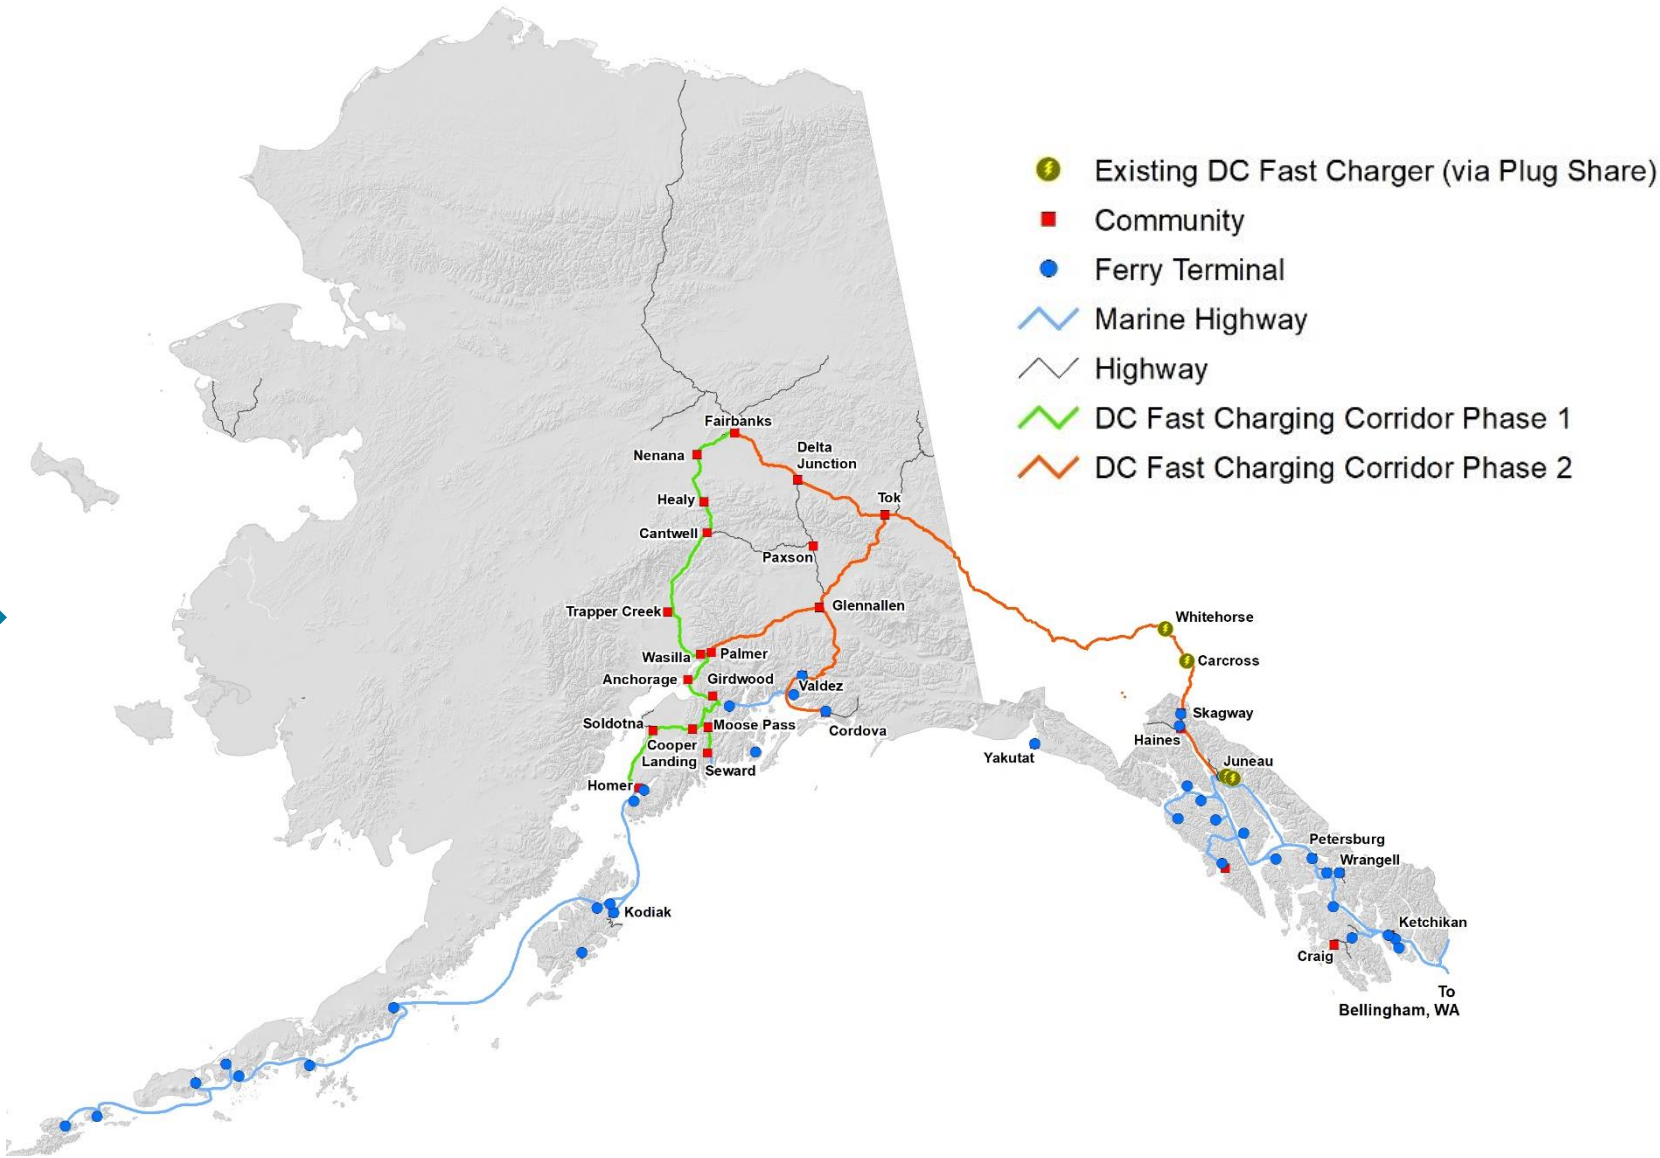 Existing DC Fast Charger (via Plug Share)
Community
Ferry Terminal
Marine Highway
Highway
DC Fast Charging Corridor Phase 1
DC Fast Charging Corridor Phase 2
Fairbanks
Nenana
Delta
Junction
Healy
Tok
Cantwell
Paxson
Trapper Creek
Glennallen
Whitehorse
Wasilla
Palmer
Carcross
Anchorage
Girdwood
Valdez
Skagway
Soldotna
Moose Pass
Cordova
Haines
Cooper
Landing
Seward
Yakutat
Juneau
Homer
Petersburg
Wrangell
Kodiak
Ketchikan
Craig
To
Bellingham, WA